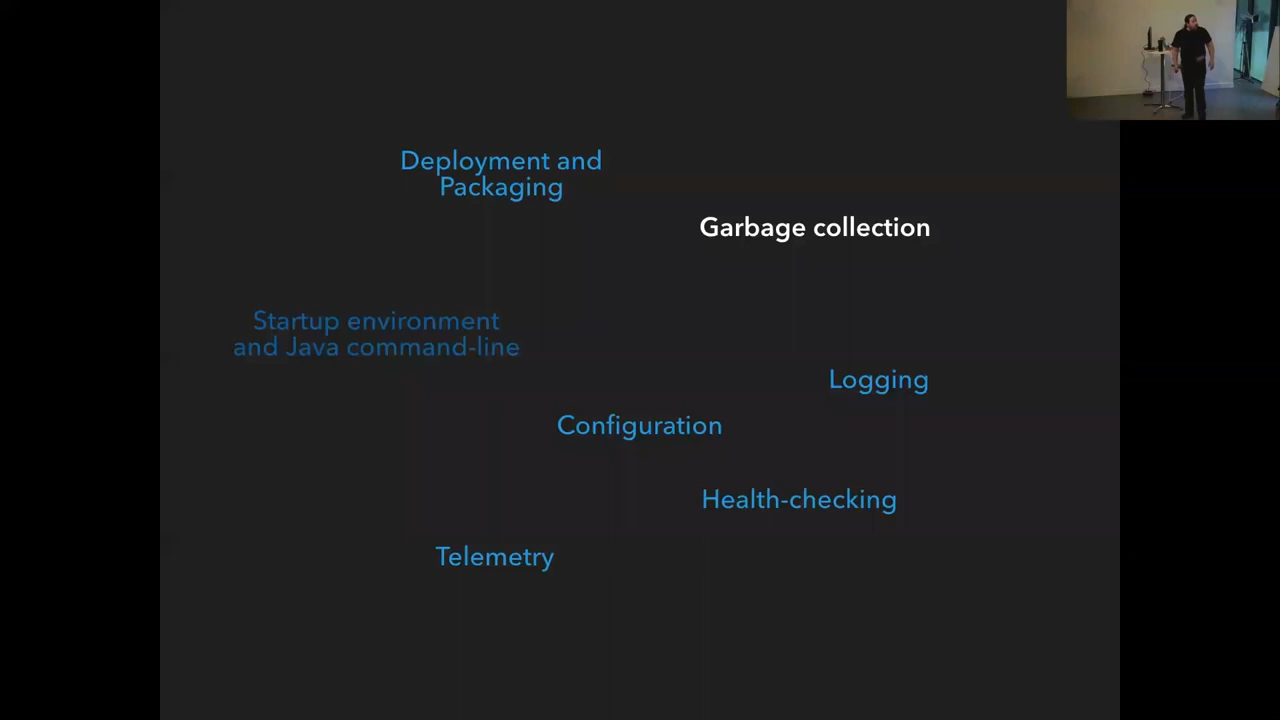 Deployment and
Packaging
Garbage collection
Startup environment
and Java command-line
Logging
Configuration
Health-checking
Telemetry